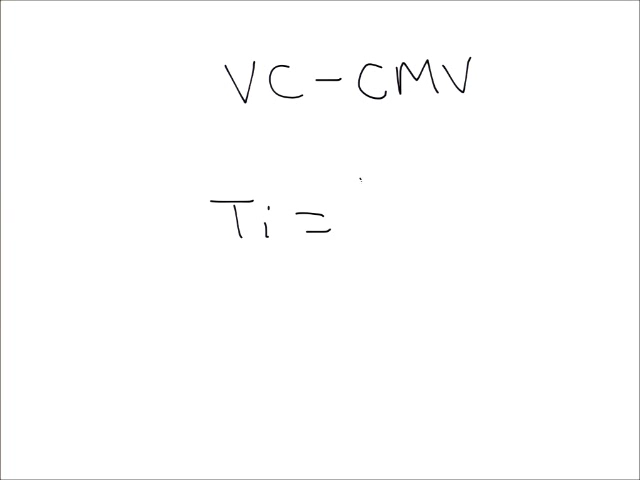 VC-CMV
Ti =